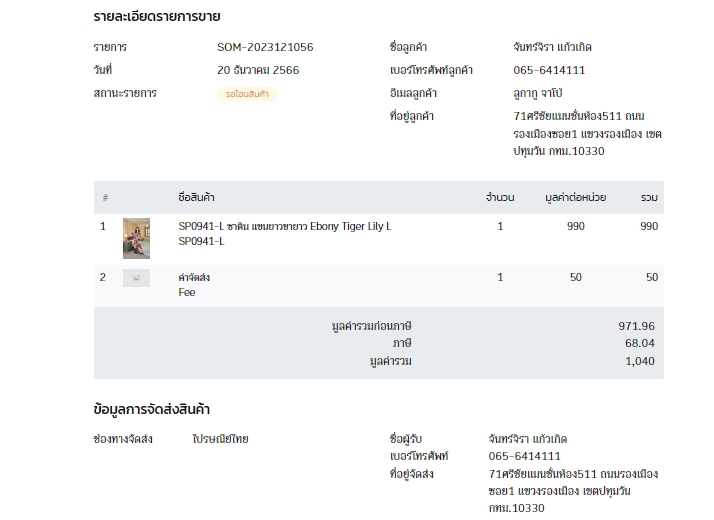 รายละเอียดรายการขาย
รายการ SOM-2023121056 ชื่อลูกค้า จันทร์จิรา แก้วเกิด
วันที่ 20 ธันวาคม 2566 เบอร์โทรศัพท์ลูกค้า 065-6414111
สถานะรายการ รอโอนสินค้า อีเมลลูกค้า ลูกากู จาโป้
ที่อยู่ลูกค้า 71ศรีชัยแมนชั่นห้อง511 ถนน
รองเมืองซอย1 แขวงรองเมือง เขต
ปทุมวัน กทม.10330
# ชื่อสินค้า จำนวน มูลค่าต่อหน่วย รวม
1 SP0941-L ซาติน แขนยาวขายาว Ebony Tiger Lily L 1 990 990
SP0941-L
2 ค่าจัดส่ง 1 50 50
Fee
มูลค่ารวมก่อนภาษี 971.96
ภาษี 68.04
มูลค่ารวม 1,040
ข้อมูลการจัดส่งสินค้า
ช่องทางจัดส่ง ไปรษณีย์ไทย ชื่อผู้รับ จันทร์จิรา แก้วเกิด
เบอร์โทรศัพท์ 065-6414111
ที่อยู่จัดส่ง 71ศรีชัยแมนชั่นห้อง511 ถนนรองเมือง
ซอย1 แขวงรองเมือง เขตปทุมวัน
กทม.10330